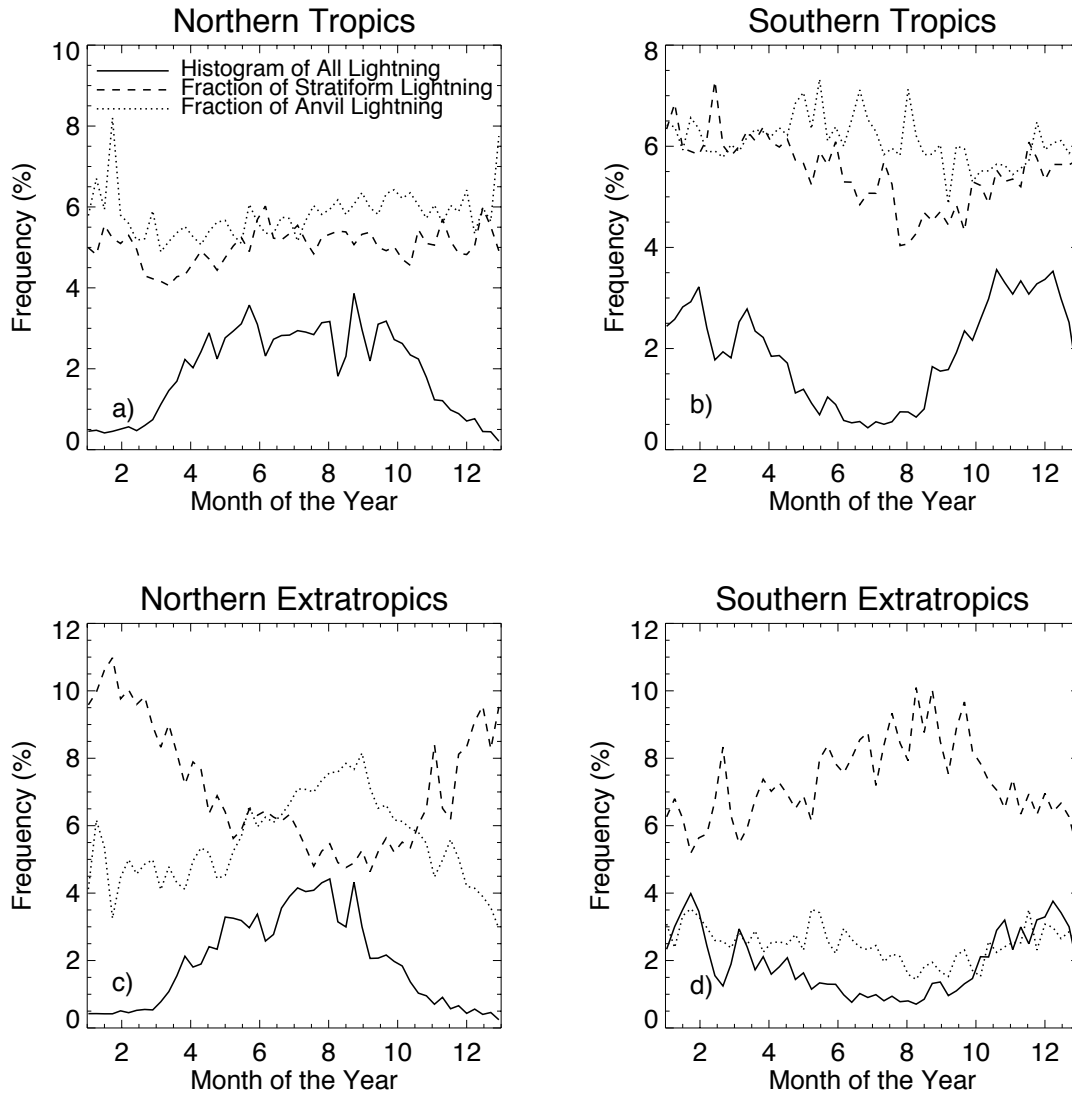 Northern Tropics
10
8
6
4
2
0
Frequency (%)
Histogram of All Lightning
Fraction of Stratiform Lightning
Fraction of Anvil Lightning
a)
2 4 6 8 10 12
Month of the Year
Southern Tropics
8
6
4
2
0
Frequency (%)
b)
2 4 6 8 10 12
Month of the Year
Northern Extratropics
12
10
8
6
4
2
0
Frequency (%)
c)
2 4 6 8 10 12
Month of the Year
Southern Extratropics
12
10
8
6
4
2
0
Frequency (%)
d)
2 4 6 8 10 12
Month of the Year